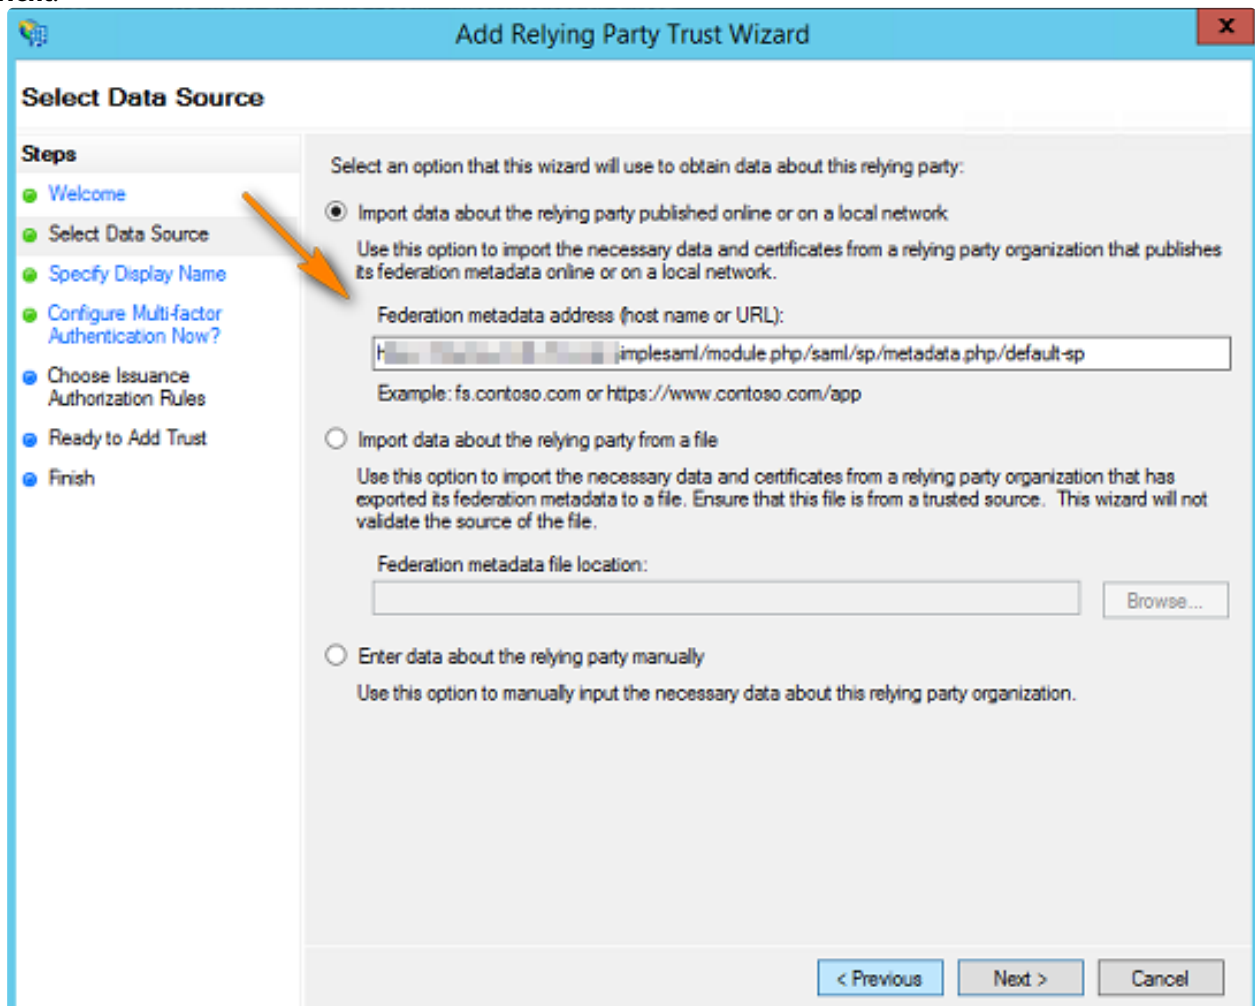 Add Relying Party Trust Wizard
x
Select Data Source
Steps
Welcome
Select Data Source
Specify Display Name
Configure Multi-factor
Authentication Now?
Choose Issuance
Authorization Rules
Ready to Add Trust
Finish
Select an option that this wizard will use to obtain data about this relying party:
Import data about the relying party published online or on a local network
Use this option to import the necessary data and certificates from a relying party organization that publishes
its federation metadata online or on a local network.
Federation metadata address (host name or URL):
h implesaml/module.php/saml/sp/metadata.php/default-sp
Example: fs.contoso.com or https://www.contoso.com/app
Import data about the relying party from a file
Use this option to import the necessary data and certificates from a relying party organization that has
exported its federation metadata to a file. Ensure that this file is from a trusted source. This wizard will not
validate the source of the file.
Federation metadata file location:
Browse...
Enter data about the relying party manually
Use this option to manually input the necessary data about this relying party organization.
< Previous
Next >
Cancel